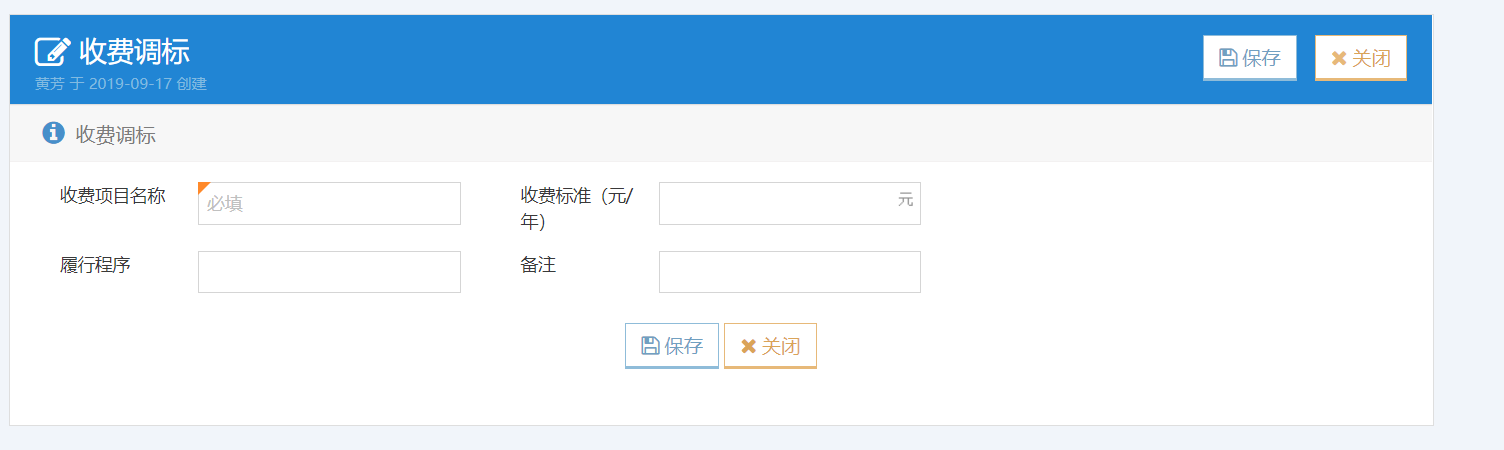 收费调标
黄芳 于 2019-09-17 创建
保存
关闭
收费调标
收费项目名称
必填
收费标准（元/
年）
元
履行程序
备注
保存
关闭